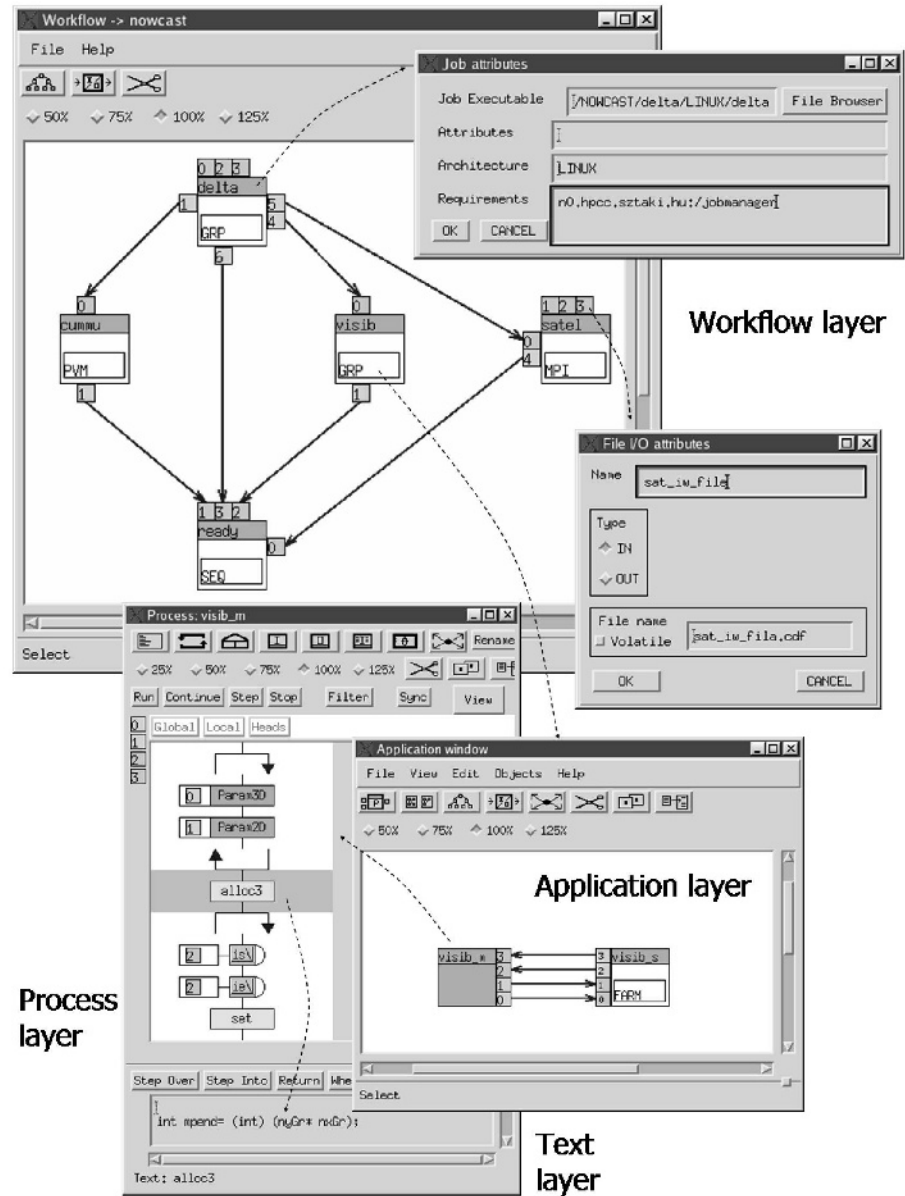 Workflow -> nowcast
File Help
50% 75% 100% 125%
0 2 3
delta
1
5
4
GRP
6
0
cummu
PVM
1
0
visib
GRP
1
1 2 3
satel
0
4
MPI
1 3 2
ready
0
SEQ
Select
Job attributes
Job Executable /NOWCAST/delta/LINUX/delta File Browser
Attributes
Architecture LINUX
Requirements n0.hpcc.sztaki.hu:/jobmanager
OK CANCEL
Workflow layer
File I/O attributes
Name sat_iw_file
Type
IN
OUT
File name
Volatile sat_iw_fila.cdf
OK CANCEL
Process: visib_m
Rename
25% 50% 75% 100% 125%
Run Continue Step Stop Filter Sync View
Global Local Heads
0
1
2
3
0 Param3D
1 Param2D
alloc3
2 is\
2 ie\
set
Step Over Step Into Return Whe
int mpend= (int) (nyGr* nxGr);
Text: alloc3
Process
layer
Application window
File View Edit Objects Help
50% 75% 100% 125%
Application layer
visib_m 3 3 visib_s
2 2
1 1
0 0
FARM
Select
Text
layer